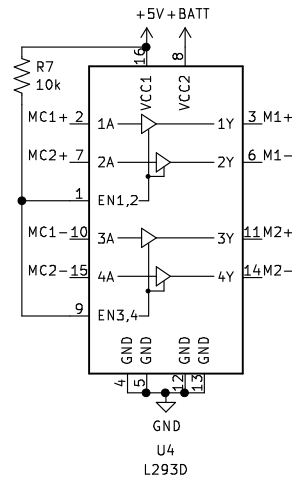 +5V +BATT
16 8
R7
10k
VCC1 VCC2
MC1+ 2 1A 1Y 3 M1+
MC2+ 7 2A 2Y 6 M1-
1 EN1,2
MC1- 10 3A 3Y 11 M2+
MC2- 15 4A 4Y 14 M2-
9 EN3,4
GND GND GND GND
4 5 12 13
GND
U4
L293D